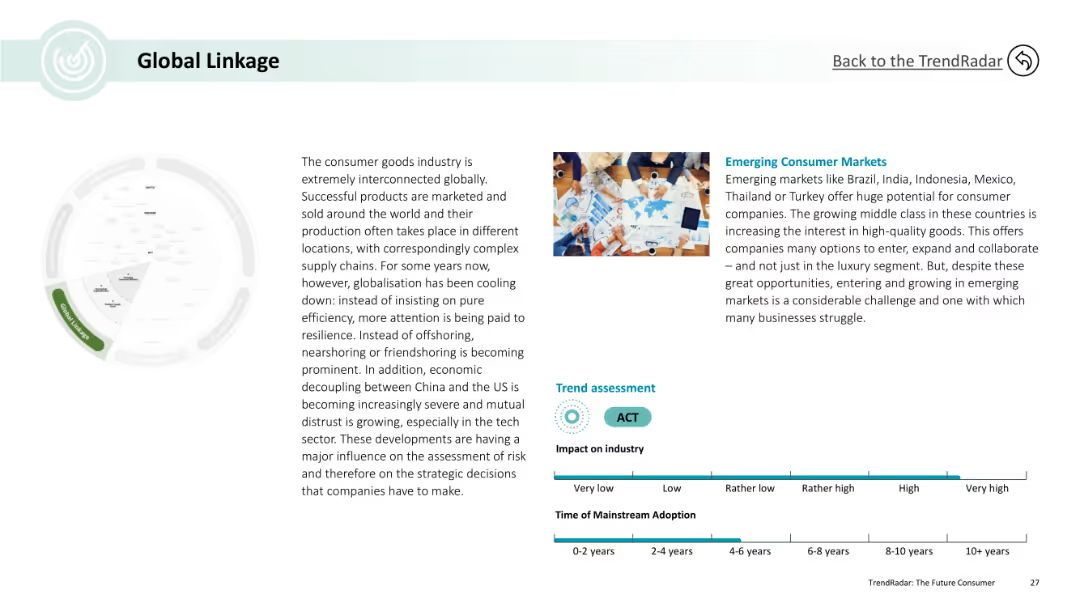 Global Linkage
Back to the TrendRadar
Global Linkage
The consumer goods industry is
extremely interconnected globally.
Successful products are marketed and
sold around the world and their
production often takes place in different
locations, with correspondingly complex
supply chains. For some years now,
however, globalisation has been cooling
down: instead of insisting on pure
efficiency, more attention is being paid to
resilience. Instead of offshoring,
nearshoring or friendshoring is becoming
prominent. In addition, economic
decoupling between China and the US is
becoming increasingly severe and mutual
distrust is growing, especially in the tech
sector. These developments are having a
major influence on the assessment of risk
and therefore on the strategic decisions
that companies have to make.
Emerging Consumer Markets
Emerging markets like Brazil, India, Indonesia, Mexico,
Thailand or Turkey offer huge potential for consumer
companies. The growing middle class in these countries is
increasing the interest in high-quality goods. This offers
companies many options to enter, expand and collaborate
– and not just in the luxury segment. But, despite these
great opportunities, entering and growing in emerging
markets is a considerable challenge and one with which
many businesses struggle.
Trend assessment
ACT
Impact on industry
Very low Low Rather low Rather high High Very high
Time of Mainstream Adoption
0-2 years 2-4 years 4-6 years 6-8 years 8-10 years 10+ years
TrendRadar: The Future Consumer 27